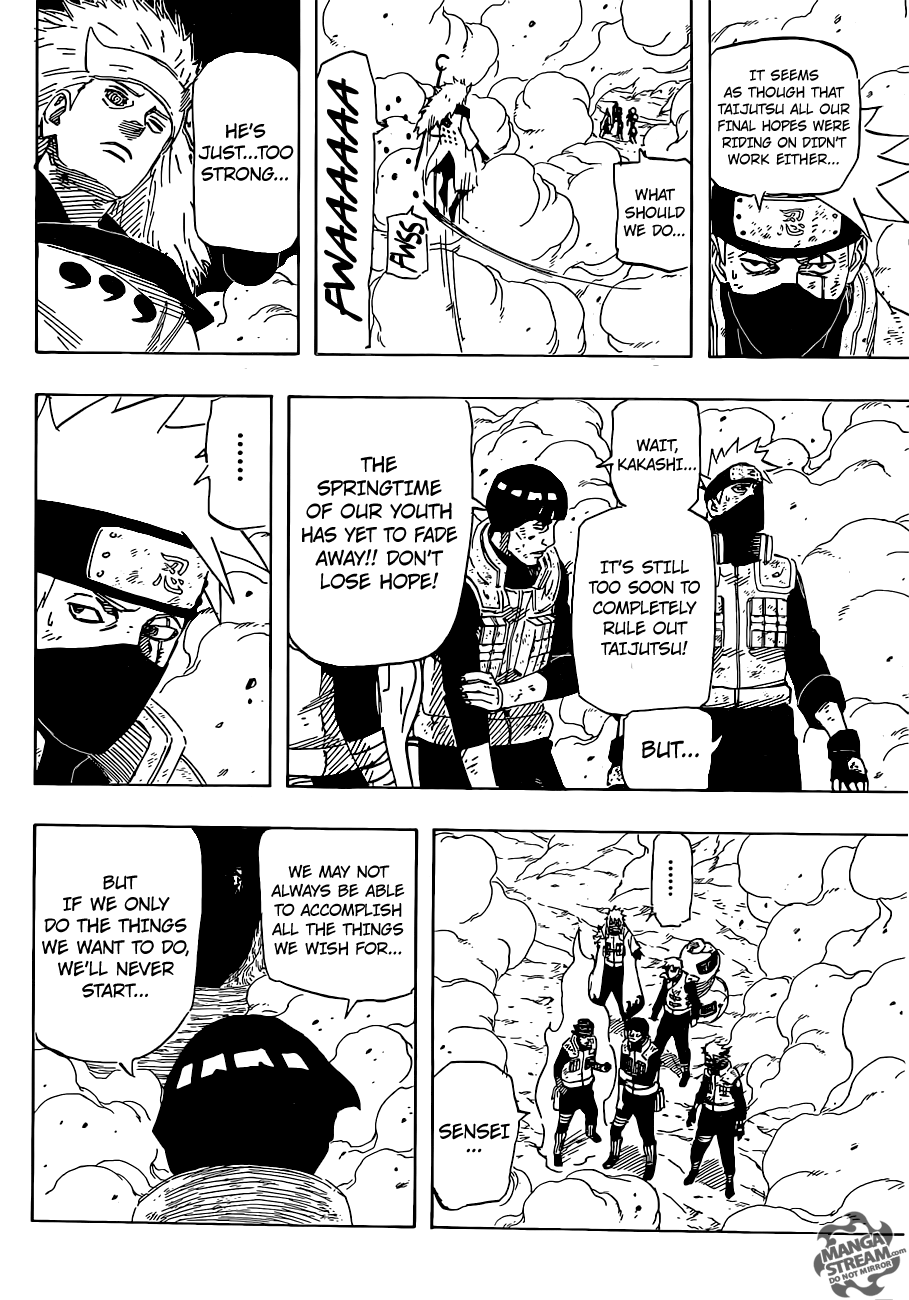 IT SEEMS
AS THOUGH THAT
TAIJUTSU ALL OUR
FINAL HOPES WERE
RIDING ON DIDN'T
WORK EITHER...
WHAT
SHOULD
WE DO...
FWSS
FWAAAAAA
HE'S
JUST...TOO
STRONG...
WAIT,
KAKASHI...
IT'S STILL
TOO SOON TO
COMPLETELY
RULE OUT
TAIJUTSU!
BUT...
THE
SPRINGTIME
OF OUR YOUTH
HAS YET TO FADE
AWAY!! DON'T
LOSE HOPE!
......
......
SENSEI
...
WE MAY NOT
ALWAYS BE ABLE
TO ACCOMPLISH
ALL THE THINGS
WE WISH FOR...
BUT
IF WE ONLY
DO THE THINGS
WE WANT TO DO,
WE'LL NEVER
START...
MANGA
STREAM.com
DO NOT MIRROR